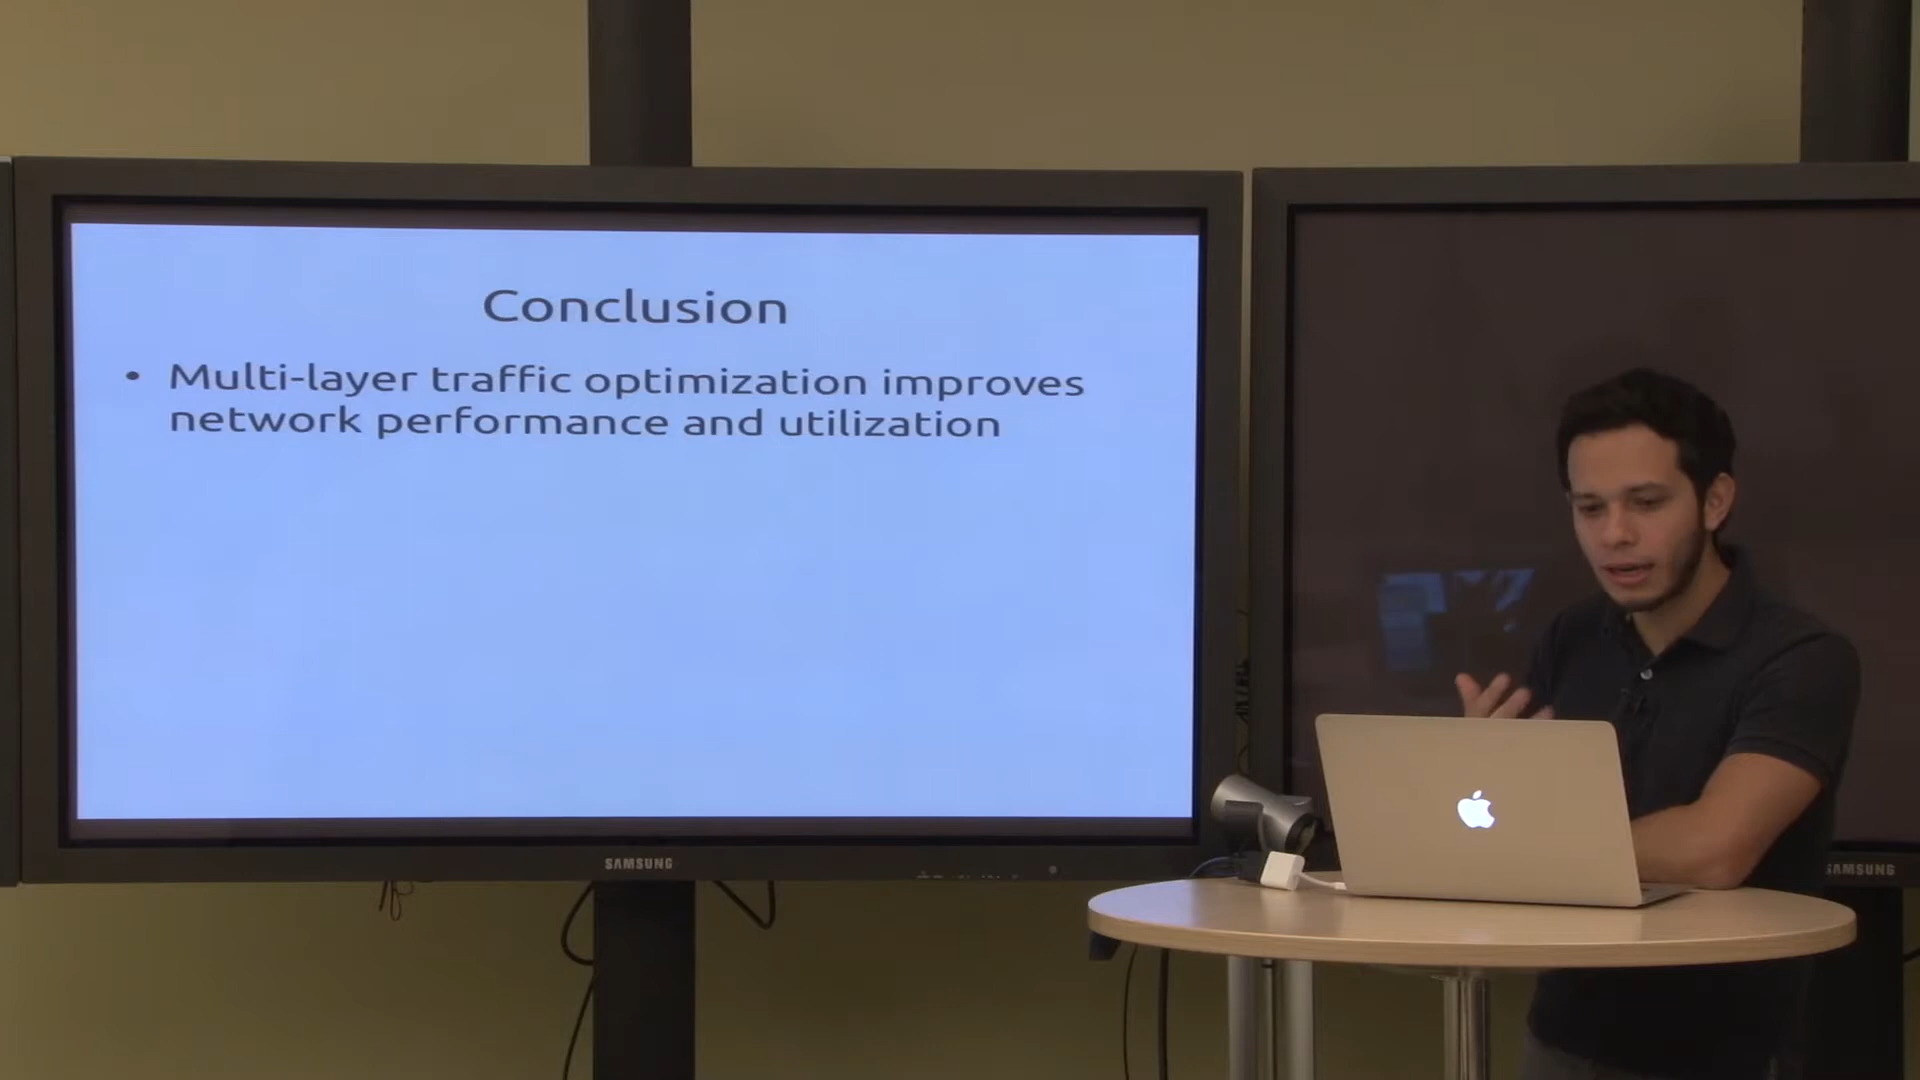 Conclusion
• Multi-layer traffic optimization improves
network performance and utilization
SAMSUNG
SAMSUNG